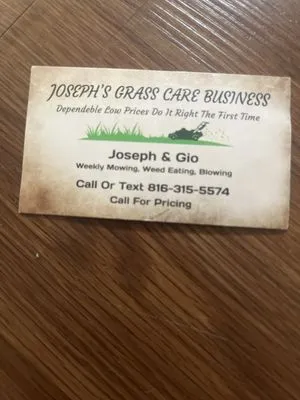 JOSEPH'S GRASS CARE BUSINESS
Dependeble Low Prices Do It Right The First Time
Joseph & Gio
Weekly Mowing, Weed Eating, Blowing
Call Or Text 816-315-5574
Call For Pricing